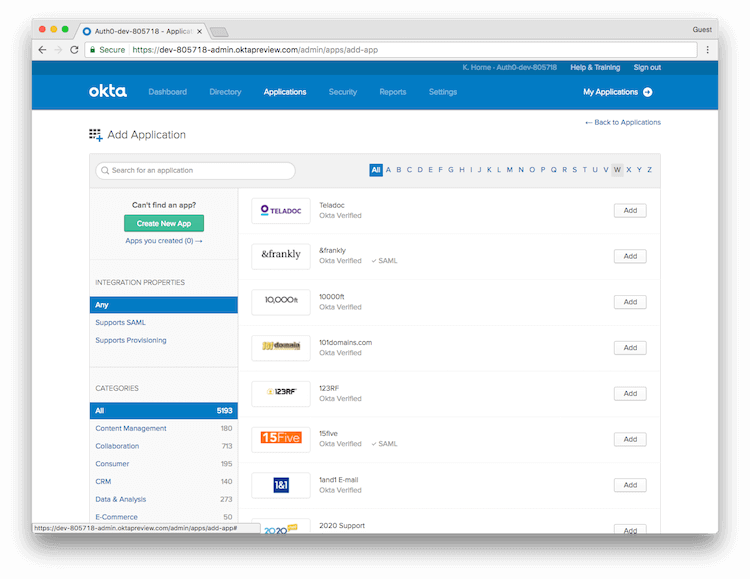 Auth0-dev-805718 - Applicat
Guest
Secure https://dev-805718-admin.oktapreview.com/admin/apps/add-app
K. Home - Auth0-dev-805718 Help & Training Sign out
okta Dashboard Directory Applications Security Reports Settings My Applications
← Back to Applications
Add Application
Search for an application
All A B C D E F G H I J K L M N O P Q R S T U V W X Y Z
Can't find an app?
Create New App
Apps you created (0) →
INTEGRATION PROPERTIES
Any
Supports SAML
Supports Provisioning
CATEGORIES
All 5193
Content Management 180
Collaboration 713
Consumer 195
CRM 140
Data & Analysis 273
E-Commerce 50
TELADOC
Teladoc
Okta Verified
Add
&frankly
&frankly
Okta Verified ✓ SAML
Add
10,000ft
10000ft
Okta Verified
Add
101domain
101domains.com
Okta Verified
Add
123RF
123RF
Okta Verified
Add
15Five
15five
Okta Verified ✓ SAML
Add
1&1
1and1 E-mail
Okta Verified
Add
2020
2020 Support
Add
https://dev-805718-admin.oktapreview.com/admin/apps/add-app#